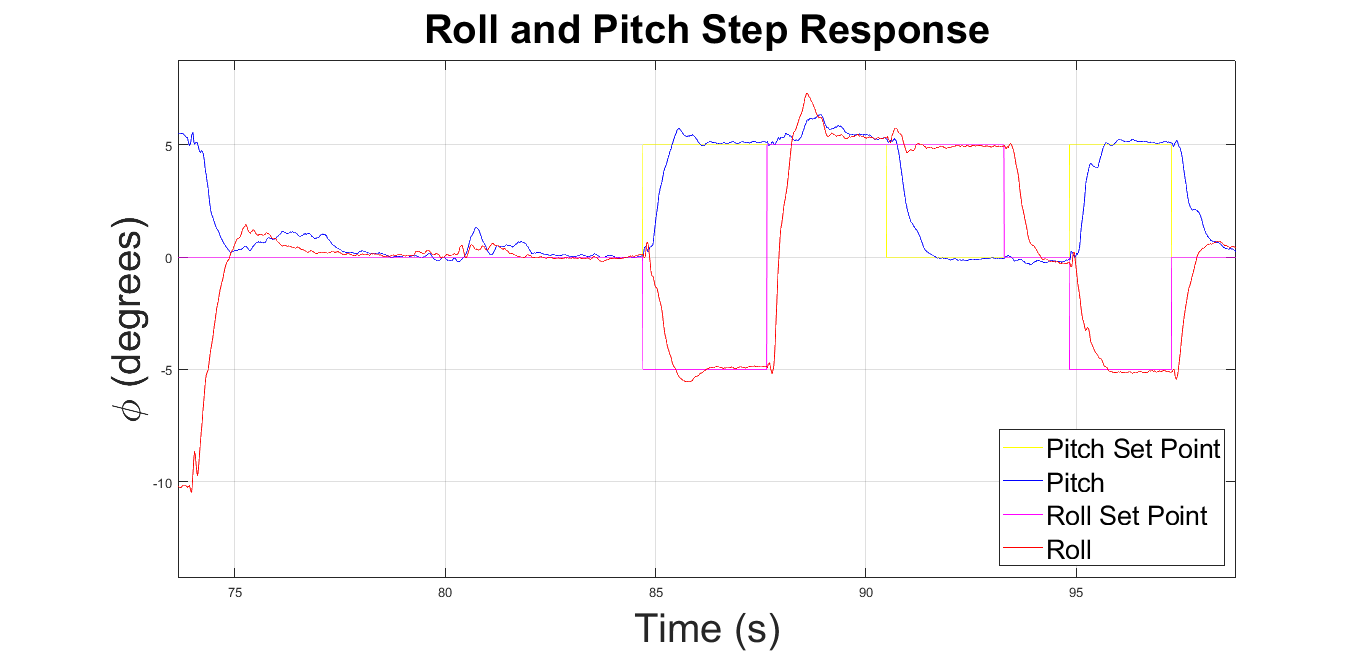 Roll and Pitch Step Response
ϕ (degrees)
5
0
-5
-10
75
80
85
90
95
Time (s)
Pitch Set Point
Pitch
Roll Set Point
Roll